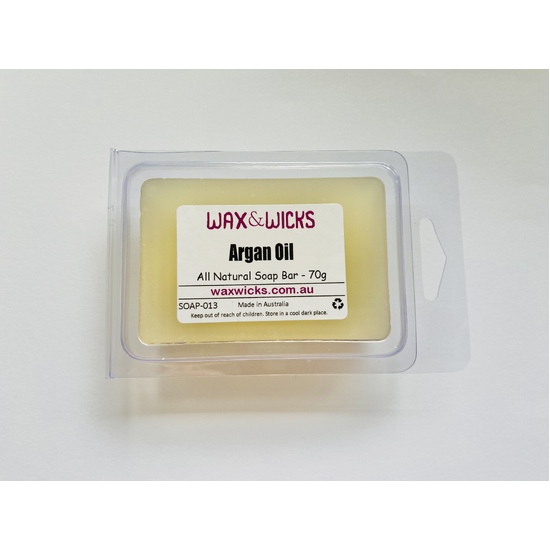 WAX&WICKS
Argan Oil
All Natural Soap Bar - 70g
waxwicks.com.au
SOAP-013 Made in Australia
Keep out of reach of children. Store in a cool dark place.